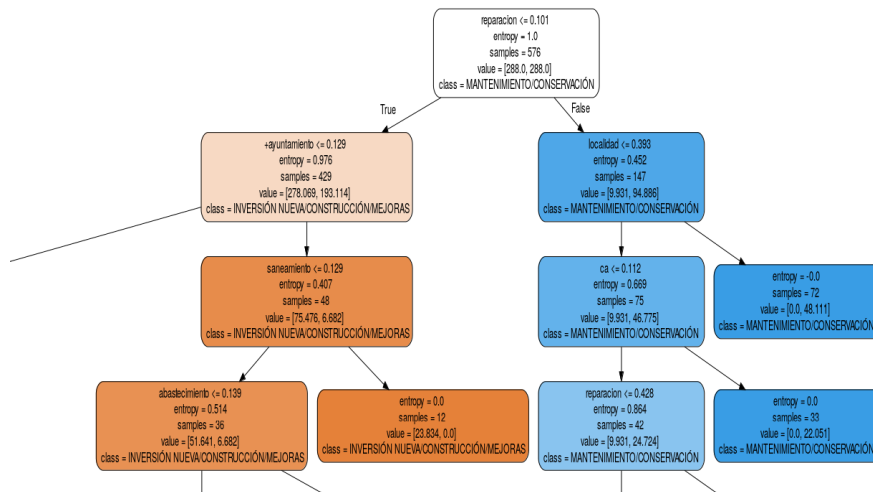 reparacion <= 0.101
entropy = 1.0
samples = 576
value = [288.0, 288.0]
class = MANTENIMIENTO/CONSERVACIÓN
True
False
+ayuntamiento <= 0.129
entropy = 0.976
samples = 429
value = [278.069, 193.114]
class = INVERSIÓN NUEVA/CONSTRUCCIÓN/MEJORAS
localidad <= 0.393
entropy = 0.452
samples = 147
value = [9.931, 94.886]
class = MANTENIMIENTO/CONSERVACIÓN
saneamiento <= 0.129
entropy = 0.407
samples = 48
value = [75.476, 6.682]
class = INVERSIÓN NUEVA/CONSTRUCCIÓN/MEJORAS
ca <= 0.112
entropy = 0.669
samples = 75
value = [9.931, 46.775]
class = MANTENIMIENTO/CONSERVACIÓN
entropy = -0.0
samples = 72
value = [0.0, 48.111]
class = MANTENIMIENTO/CONSERVACIÓN
abastecimiento <= 0.139
entropy = 0.514
samples = 36
value = [51.641, 6.682]
class = INVERSIÓN NUEVA/CONSTRUCCIÓN/MEJORAS
entropy = 0.0
samples = 12
value = [23.834, 0.0]
class = INVERSIÓN NUEVA/CONSTRUCCIÓN/MEJORAS
reparacion <= 0.428
entropy = 0.864
samples = 42
value = [9.931, 24.724]
class = MANTENIMIENTO/CONSERVACIÓN
entropy = 0.0
samples = 33
value = [0.0, 22.051]
class = MANTENIMIENTO/CONSERVACIÓN